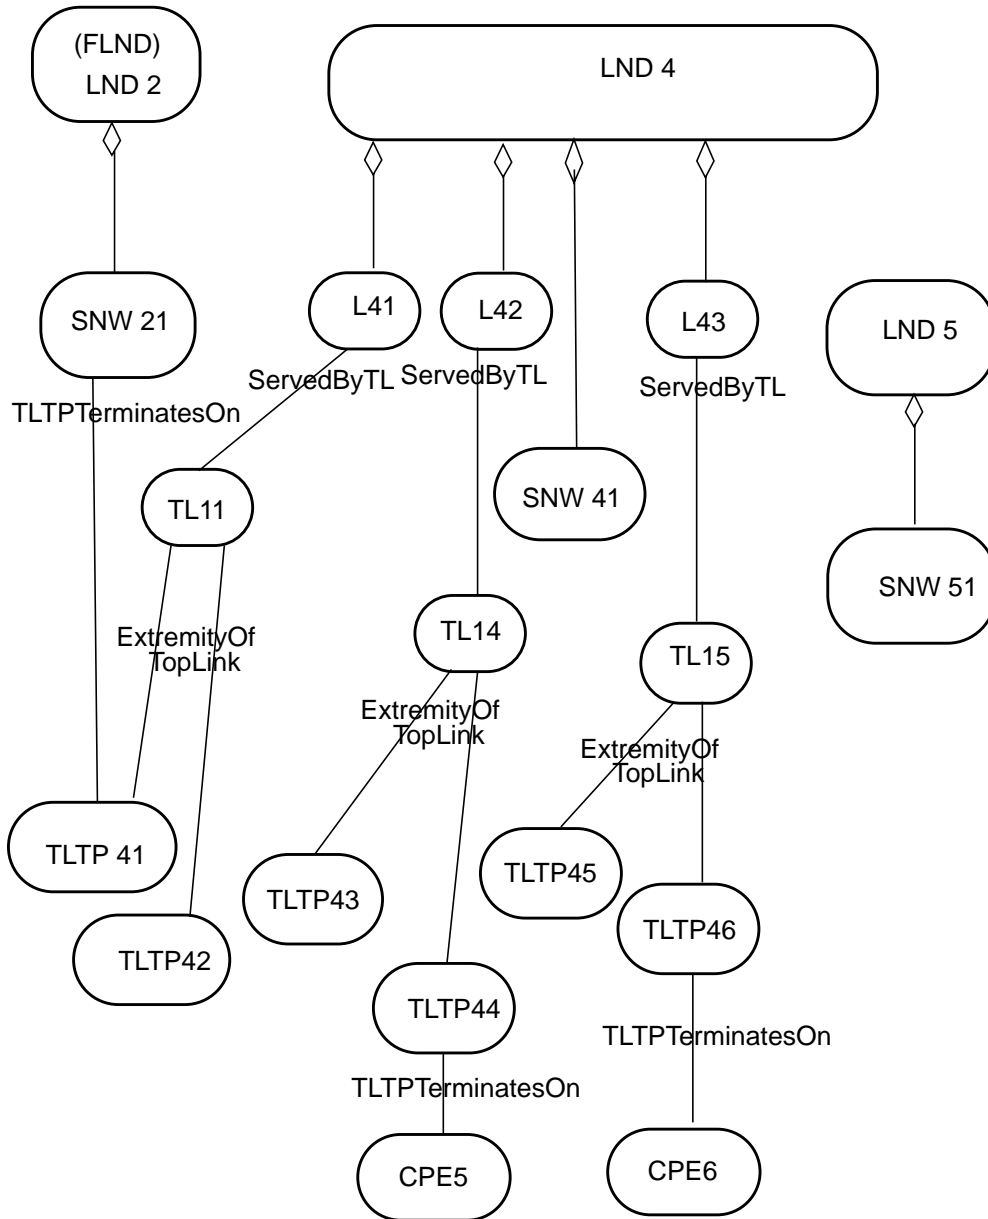 (FLND)
LND 2
LND 4
SNW 21
L41
L42
L43
LND 5
ServedByTL
ServedByTL
ServedByTL
TLTPTerminatesOn
TL11
SNW 41
SNW 51
ExtremityOf
TopLink
TL14
TL15
ExtremityOf
TopLink
ExtremityOf
TopLink
TLTP 41
TLTP43
TLTP45
TLTP42
TLTP46
TLTP44
TLTPTerminatesOn
TLTPTerminatesOn
CPE5
CPE6